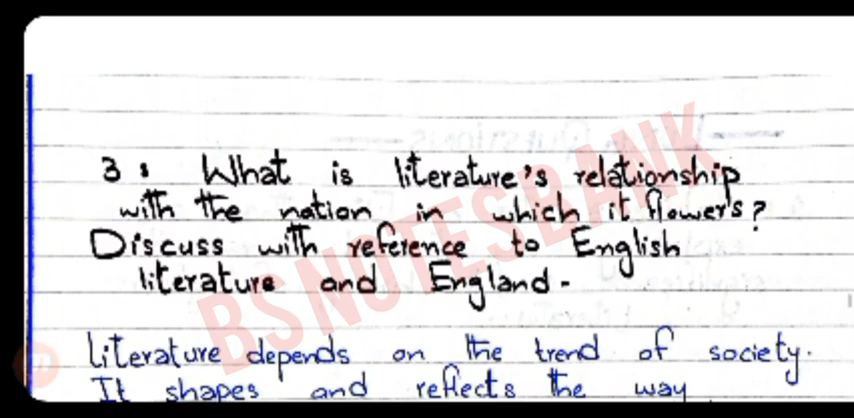 3: What is literature's relationship
with the nation in which it flowers?
Discuss with reference to English
literature and England-
BSNOTESBANK
Literature depends on the trend of society.
It shapes and reflects the way